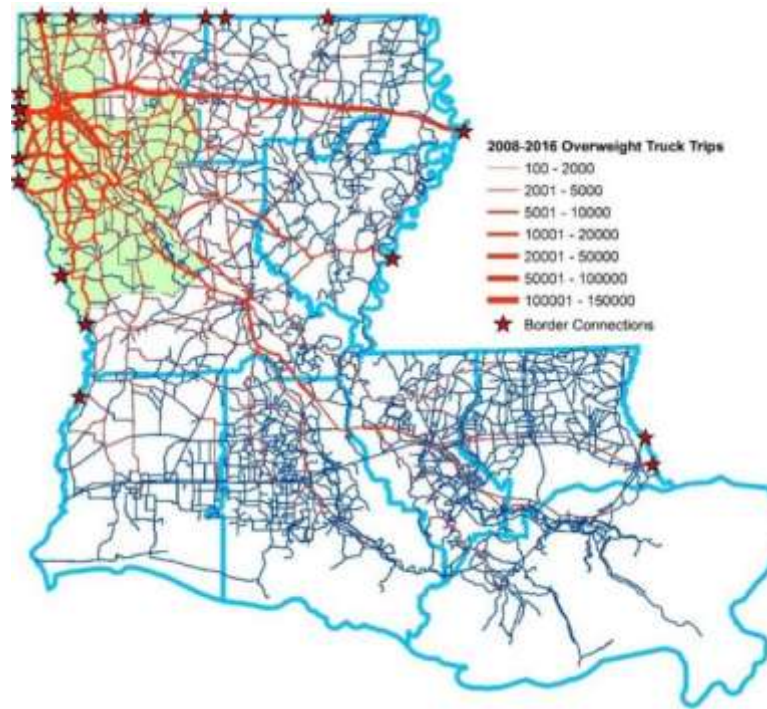 2008-2016 Overweight Truck Trips
100 - 2000
2001 - 5000
5001 - 10000
10001 - 20000
20001 - 50000
50001 - 100000
100001 - 150000
Border Connections